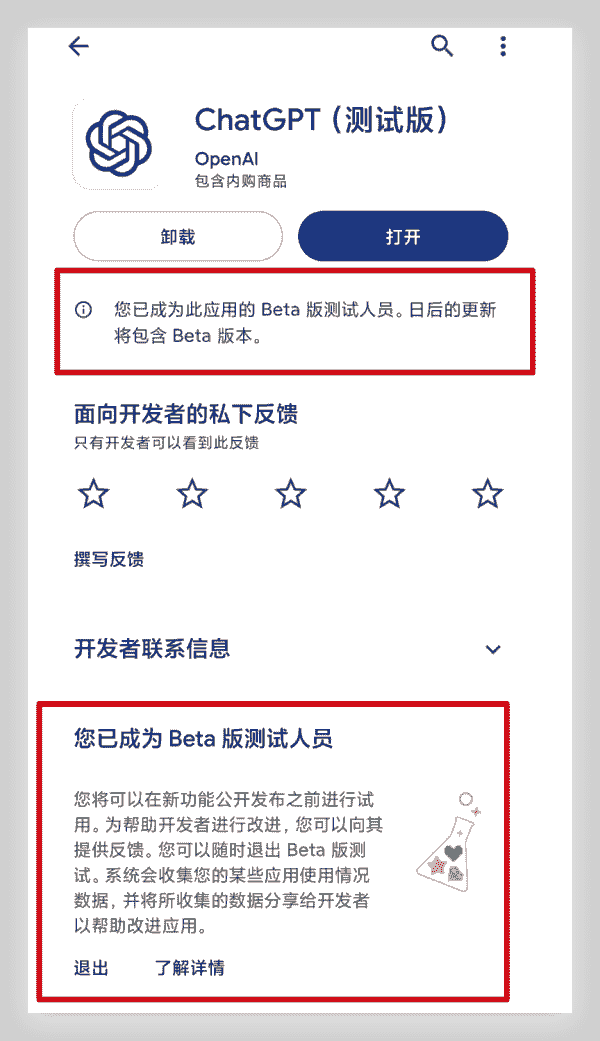 ChatGPT（测试版）
OpenAI
包含内购商品
卸载
打开
您已成为此应用的 Beta 版测试人员。日后的更新
将包含 Beta 版本。
面向开发者的私下反馈
只有开发者可以看到此反馈
撰写反馈
开发者联系信息
您已成为 Beta 版测试人员
您将可以在新功能公开发布之前进行试
用。为帮助开发者进行改进，您可以向其
提供反馈。您可以随时退出 Beta 版测
试。系统会收集您的某些应用使用情况
数据，并将所收集的数据分享给开发者
以帮助改进应用。
退出
了解详情